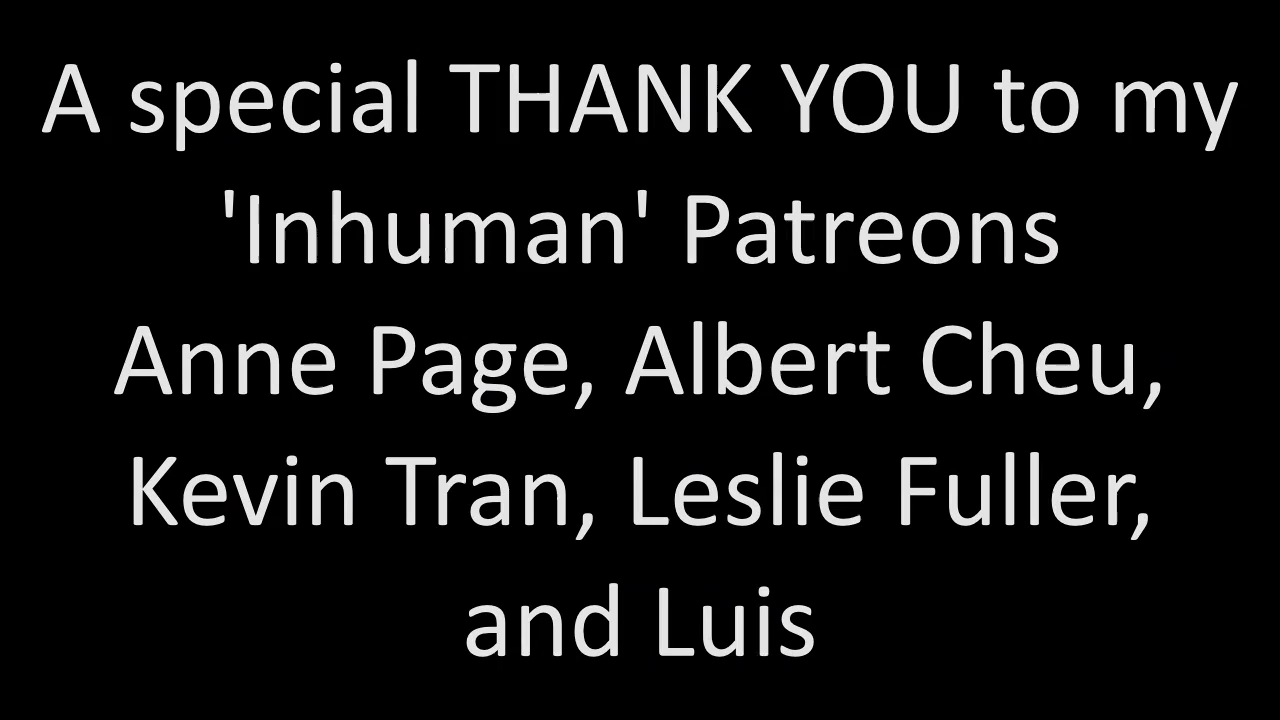 A special THANK YOU to my
'Inhuman' Patreons
Anne Page, Albert Cheu,
Kevin Tran, Leslie Fuller,
and Luis